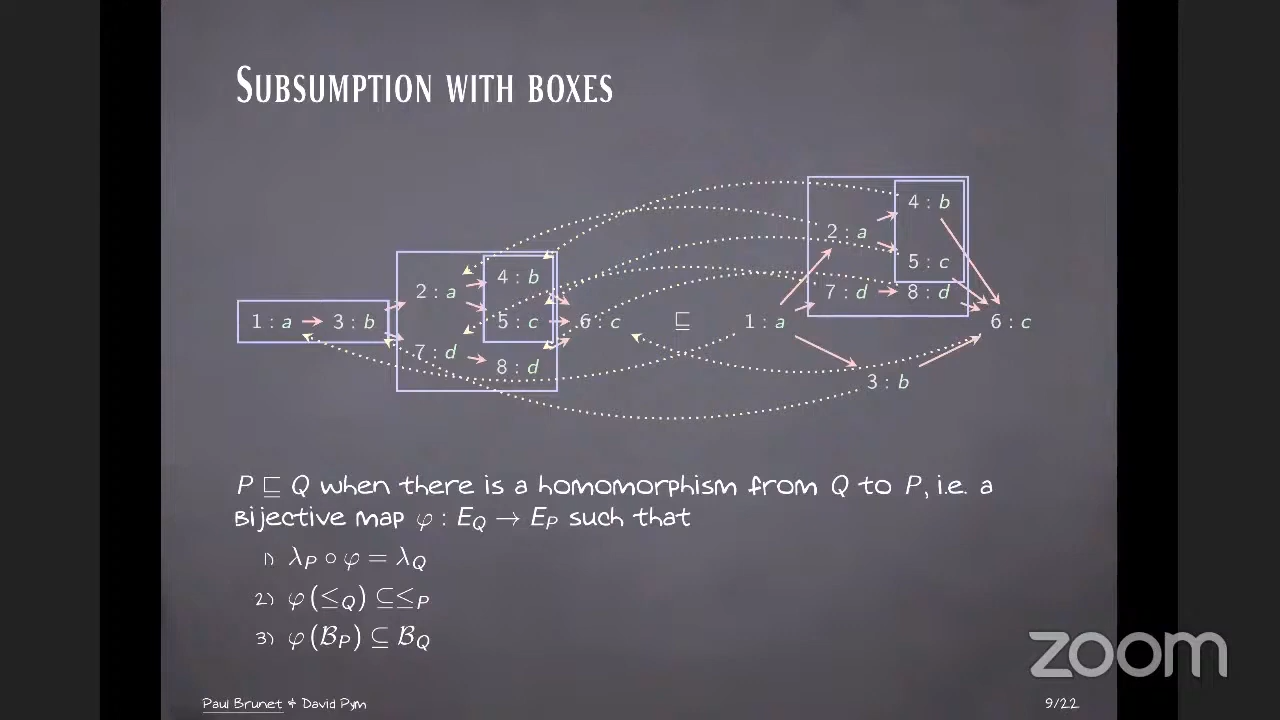 SUBSUMPTION WITH BOXES
4 : b
2 : a
5 : c
7 : d → 8 : d
4 : b
2 : a
1 : a → 3 : b
5 : c
6 : c
⊑
1 : a
6 : c
7 : d
8 : d
3 : b
P ⊑ Q when there is a homomorphism from Q to P, i.e. a
bijective map φ : E_Q → E_P such that
1) λ_P ∘ φ = λ_Q
2) φ (≤_Q) ⊆ ≤_P
3) φ (B_P) ⊆ B_Q
zoom
Paul Brunet & David Pym
9/22